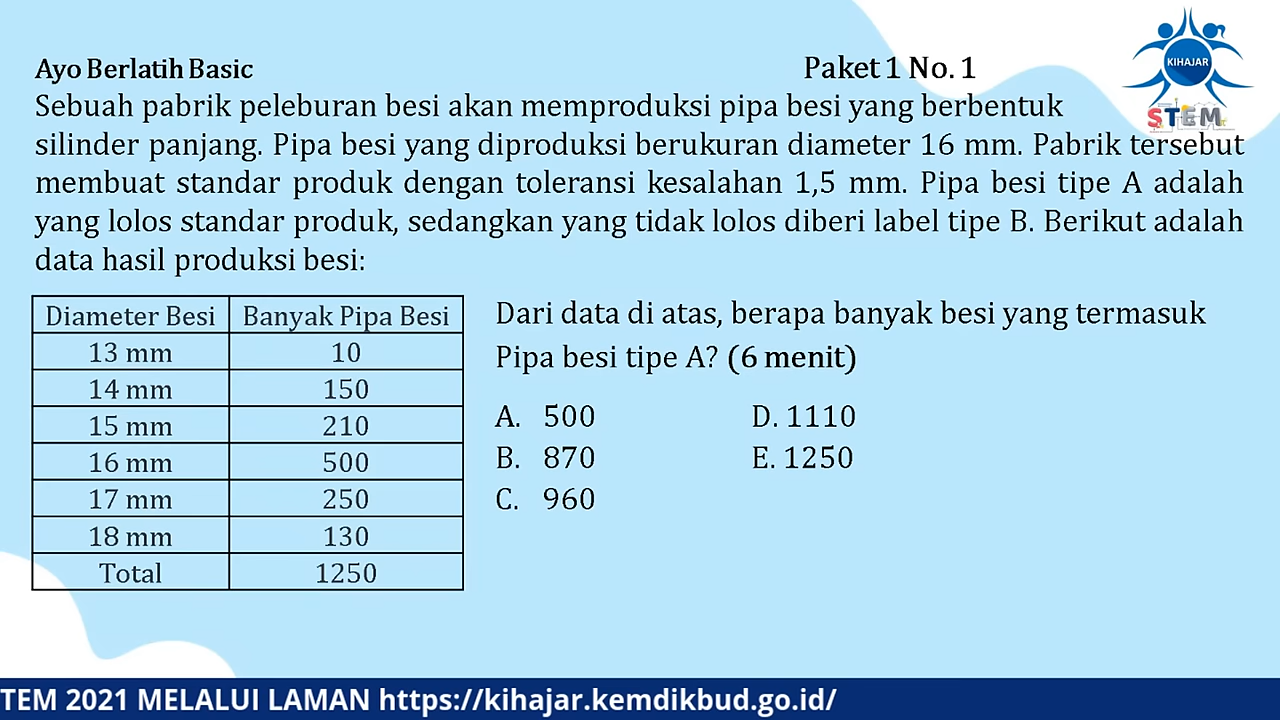 Ayo Berlatih Basic
Paket 1 No. 1
KIHAJAR
STEM
Sebuah pabrik peleburan besi akan memproduksi pipa besi yang berbentuk
silinder panjang. Pipa besi yang diproduksi berukuran diameter 16 mm. Pabrik tersebut
membuat standar produk dengan toleransi kesalahan 1,5 mm. Pipa besi tipe A adalah
yang lolos standar produk, sedangkan yang tidak lolos diberi label tipe B. Berikut adalah
data hasil produksi besi:
Diameter Besi Banyak Pipa Besi
13 mm 10
14 mm 150
15 mm 210
16 mm 500
17 mm 250
18 mm 130
Total 1250
Dari data di atas, berapa banyak besi yang termasuk
Pipa besi tipe A? (6 menit)
A. 500 D. 1110
B. 870 E. 1250
C. 960
TEM 2021 MELALUI LAMAN https://kihajar.kemdikbud.go.id/